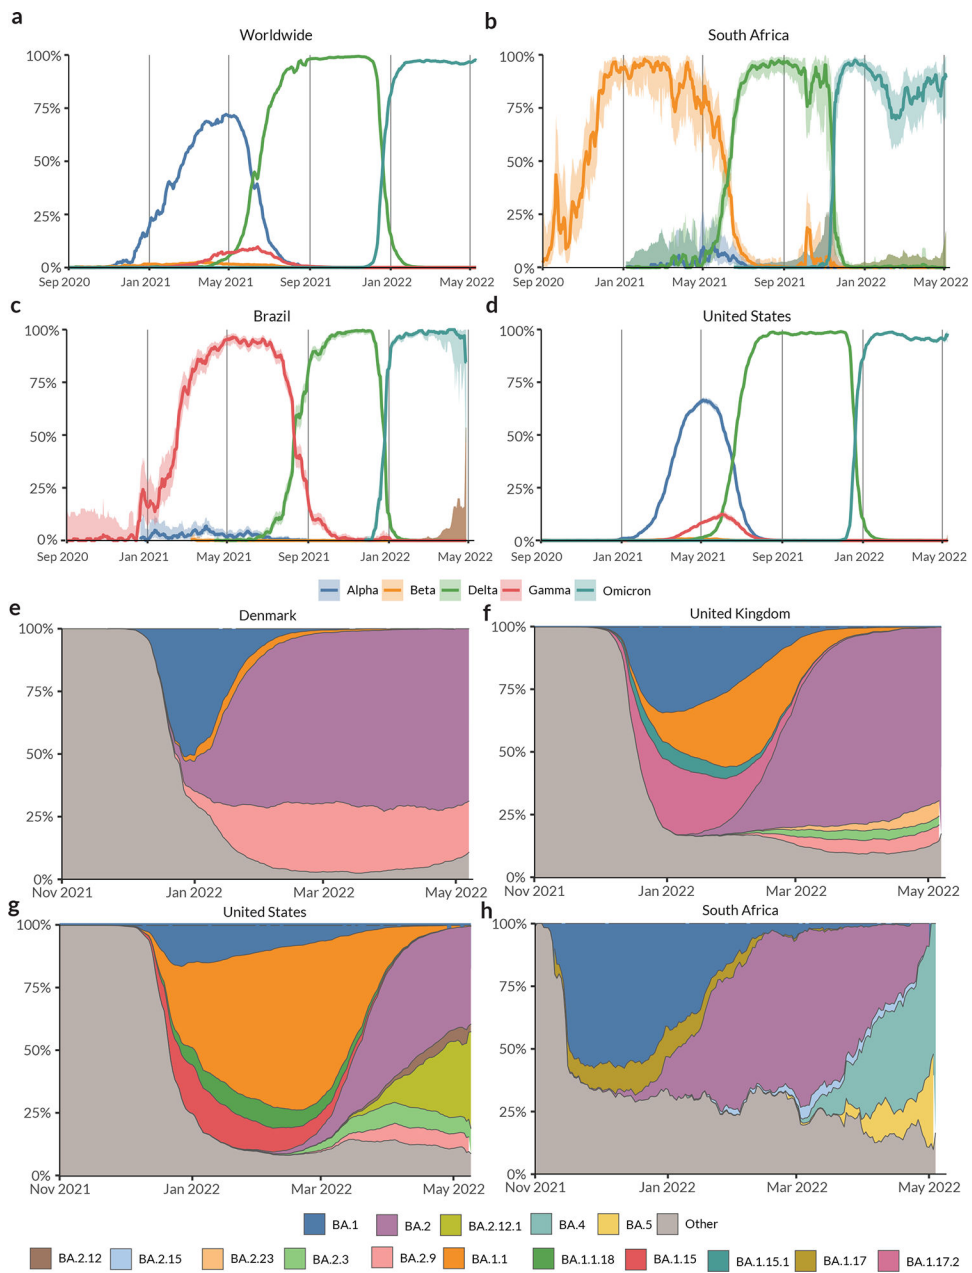 a
Worldwide
100%
75%
50%
25%
0%
Sep 2020 Jan 2021 May 2021 Sep 2021 Jan 2022 May 2022
b
South Africa
100%
75%
50%
25%
0%
Sep 2020 Jan 2021 May 2021 Sep 2021 Jan 2022 May 2022
c
Brazil
100%
75%
50%
25%
0%
Sep 2020 Jan 2021 May 2021 Sep 2021 Jan 2022 May 2022
d
United States
100%
75%
50%
25%
0%
Sep 2020 Jan 2021 May 2021 Sep 2021 Jan 2022 May 2022
Alpha Beta Delta Gamma Omicron
e
Denmark
100%
75%
50%
25%
0%
Nov 2021 Jan 2022 Mar 2022 May 2022
f
United Kingdom
100%
75%
50%
25%
0%
Nov 2021 Jan 2022 Mar 2022 May 2022
g
United States
100%
75%
50%
25%
0%
Nov 2021 Jan 2022 Mar 2022 May 2022
h
South Africa
100%
75%
50%
25%
0%
Nov 2021 Jan 2022 Mar 2022 May 2022
BA.1 BA.2 BA.2.12.1 BA.4 BA.5 Other
BA.2.12 BA.2.15 BA.2.23 BA.2.3 BA.2.9 BA.1.1 BA.1.1.18 BA.1.15 BA.1.15.1 BA.1.17 BA.1.17.2